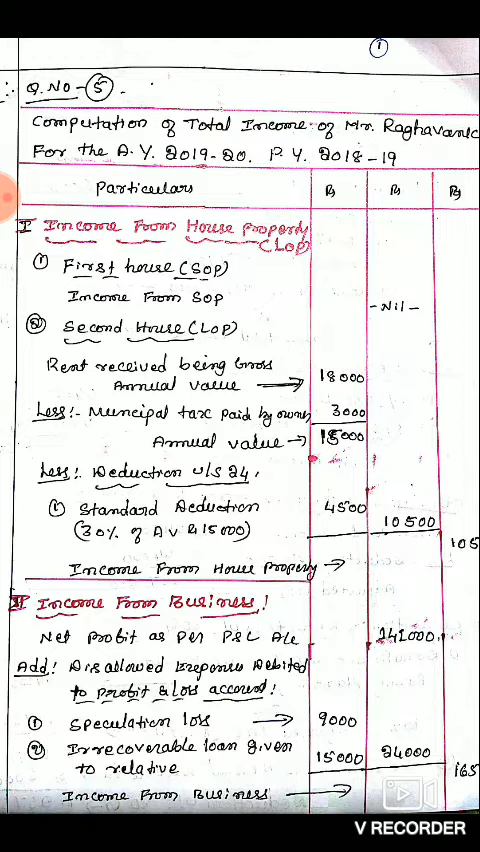 ①
Q.NO-⑤.
Computation of Total Income of Mr. Raghavan
For the A.Y. 2019-20. P.Y. 2018-19
Particulars ₨ ₨ ₨
I Income From House Property
(Lop)
① First house (SOP)
Income From SOP -Nil-
② Second House (LOP)
Rent received being Gross
Annual value → 18000
Less:- Muncipal tax paid by owner 3000
Annual value → 15000
Less:. Deduction u/s 24.
① Standard Deduction 4500 10500
(30% of AV ₨ 15000)
105
Income From House Property →
II Income From Business!
Net Profit as per P&L A/c 141000.
Add! Disallowed Expenses Debited
to profit & loss account!
① Speculation loss → 9000
② Irrecoverable loan given 15000 24000
to relative
165
Income From Business →
V RECORDER